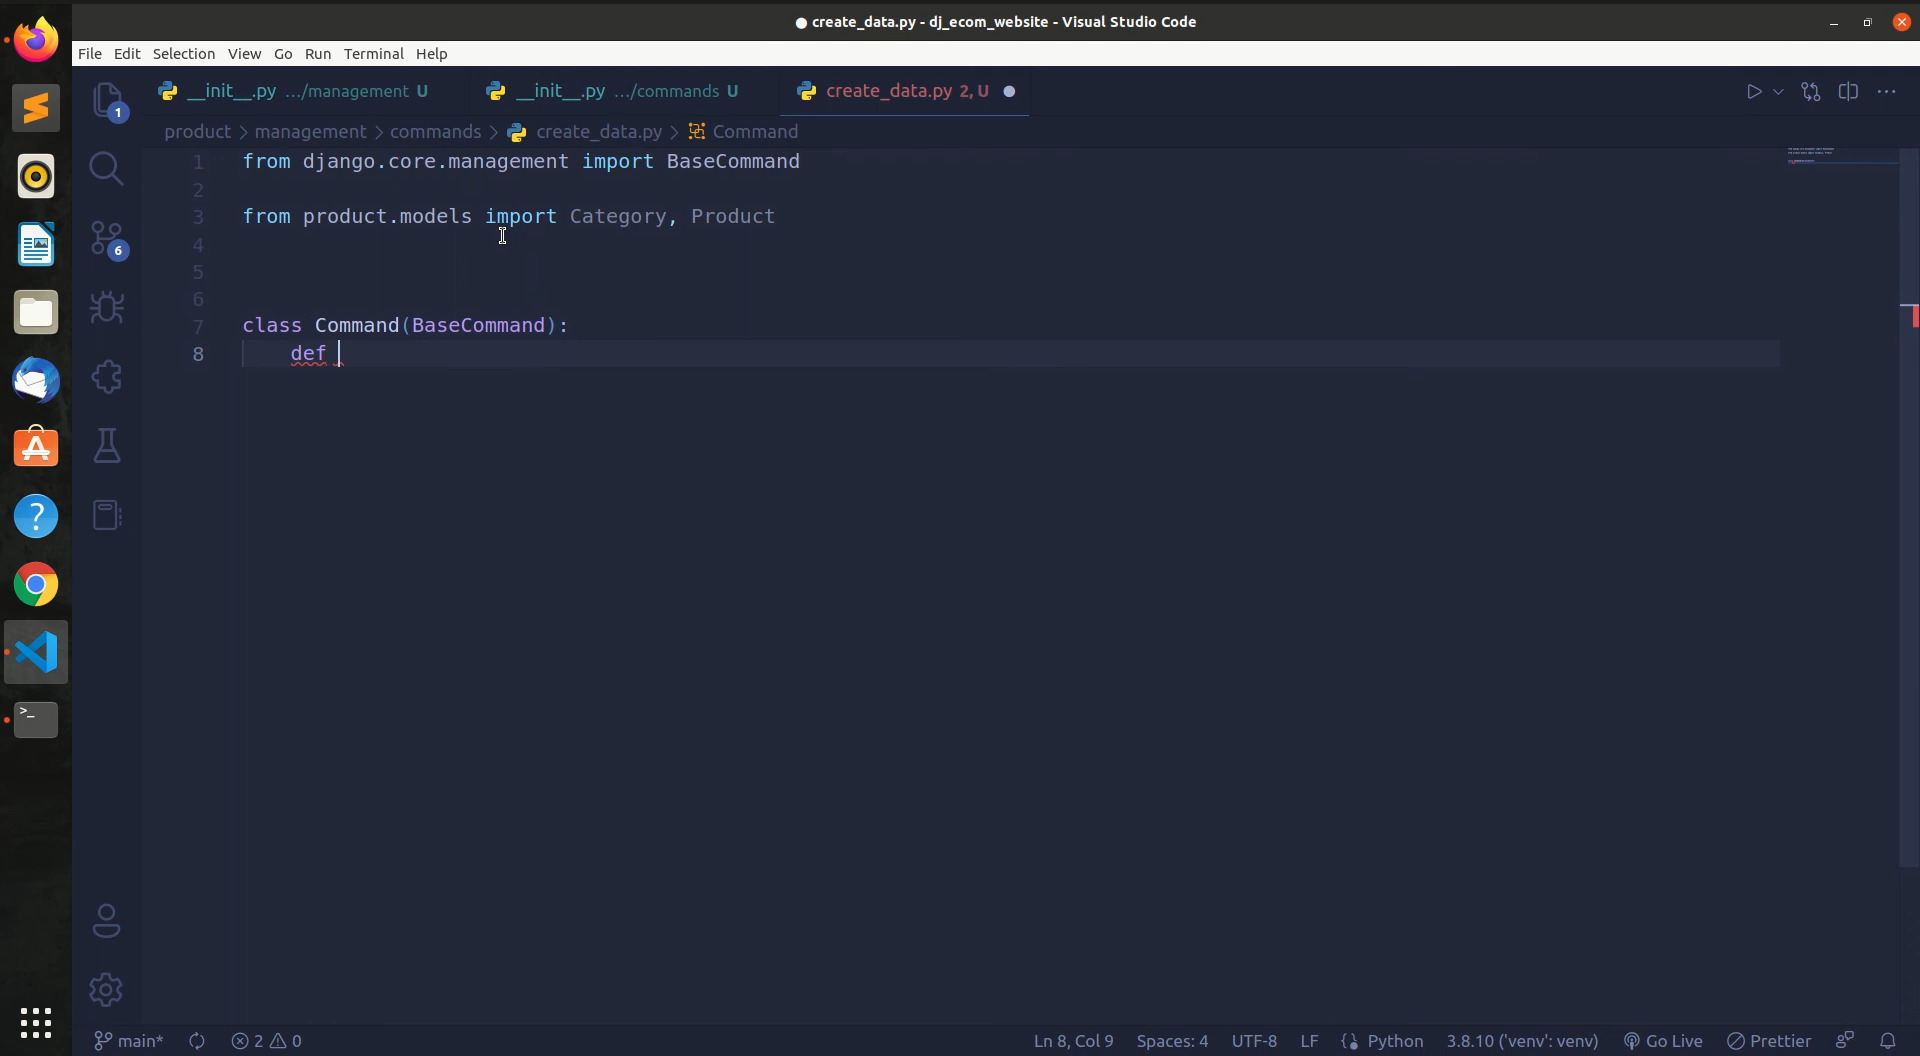 ● create_data.py - dj_ecom_website - Visual Studio Code
File Edit Selection View Go Run Terminal Help
__init__.py .../management U __init__.py .../commands U create_data.py 2, U
1
product > management > commands > create_data.py > Command
1 from django.core.management import BaseCommand
2
3 from product.models import Category, Product
4
6
5
6
7 class Command(BaseCommand):
8 def
main* 2 0 Ln 8, Col 9 Spaces: 4 UTF-8 LF Python 3.8.10 ('venv': venv) Go Live Prettier